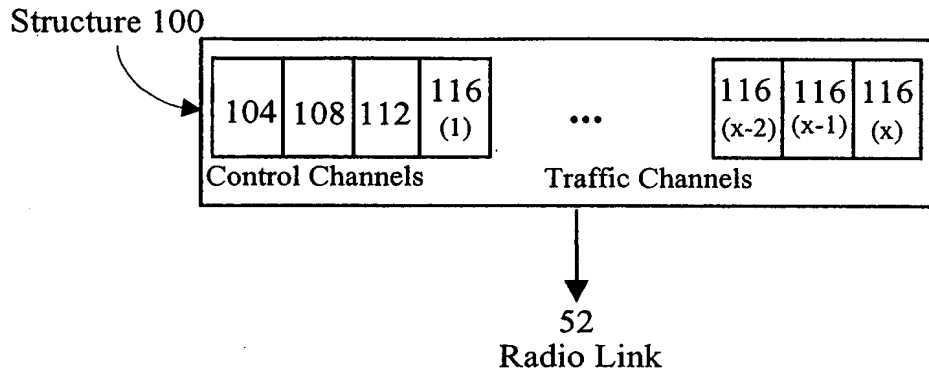 Structure 100
104 108 112 116 (1) ... 116 (x-2) 116 (x-1) 116 (x)
Control Channels Traffic Channels
52
Radio Link